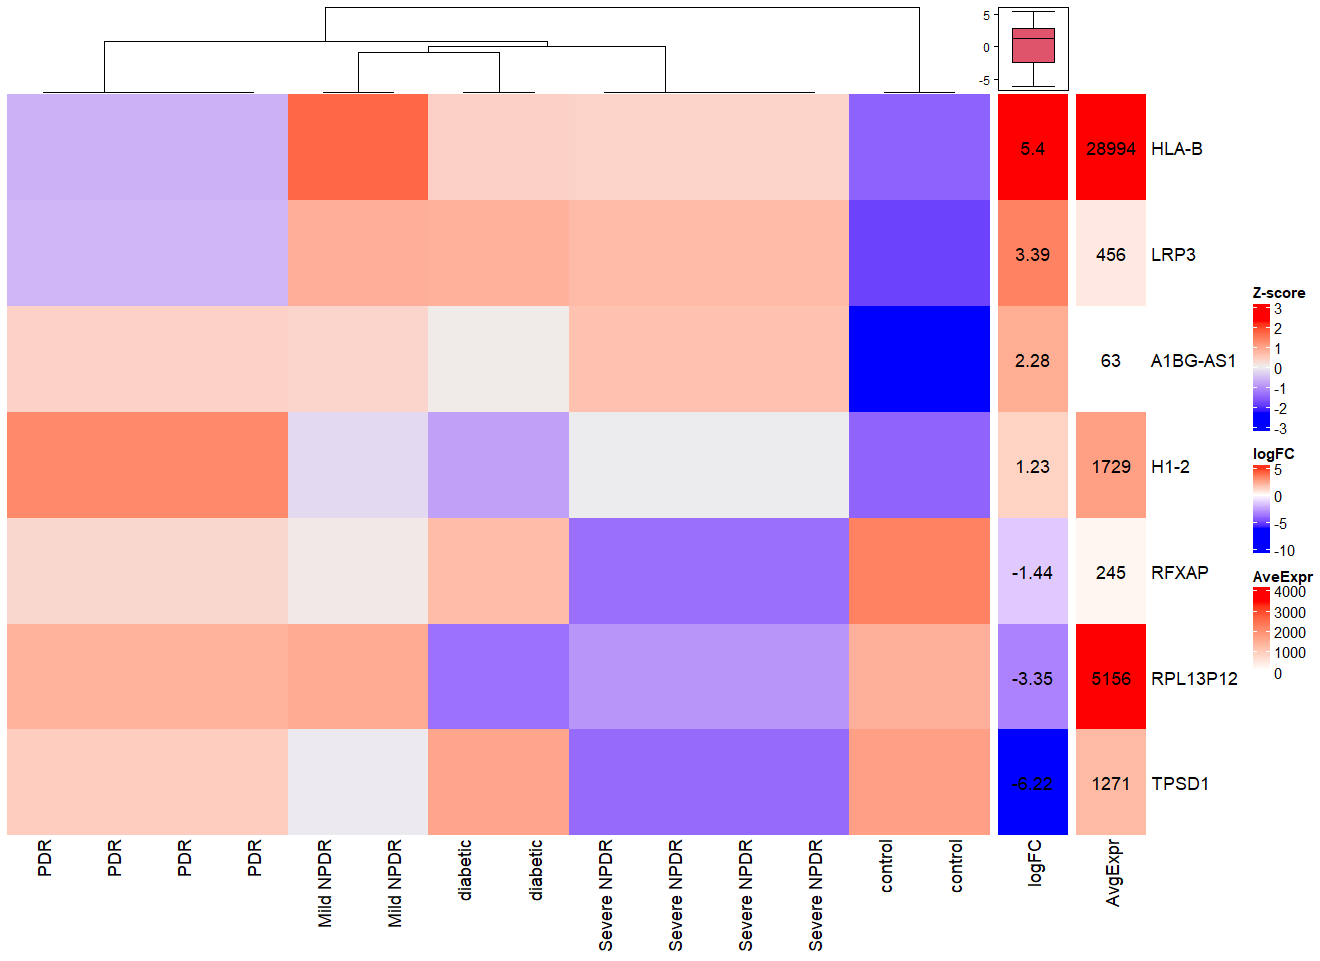 5
0
-5
5.4 28994 HLA-B
3.39 456 LRP3
2.28 63 A1BG-AS1
1.23 1729 H1-2
-1.44 245 RFXAP
-3.35 5156 RPL13P12
-6.22 1271 TPSD1
PDR
PDR
PDR
PDR
Mild NPDR
Mild NPDR
diabetic
diabetic
Severe NPDR
Severe NPDR
Severe NPDR
Severe NPDR
control
control
logFC
AvgExpr
Z-score
3
2
1
0
-1
-2
-3
logFC
5
0
-5
-10
AveExpr
4000
3000
2000
1000
0